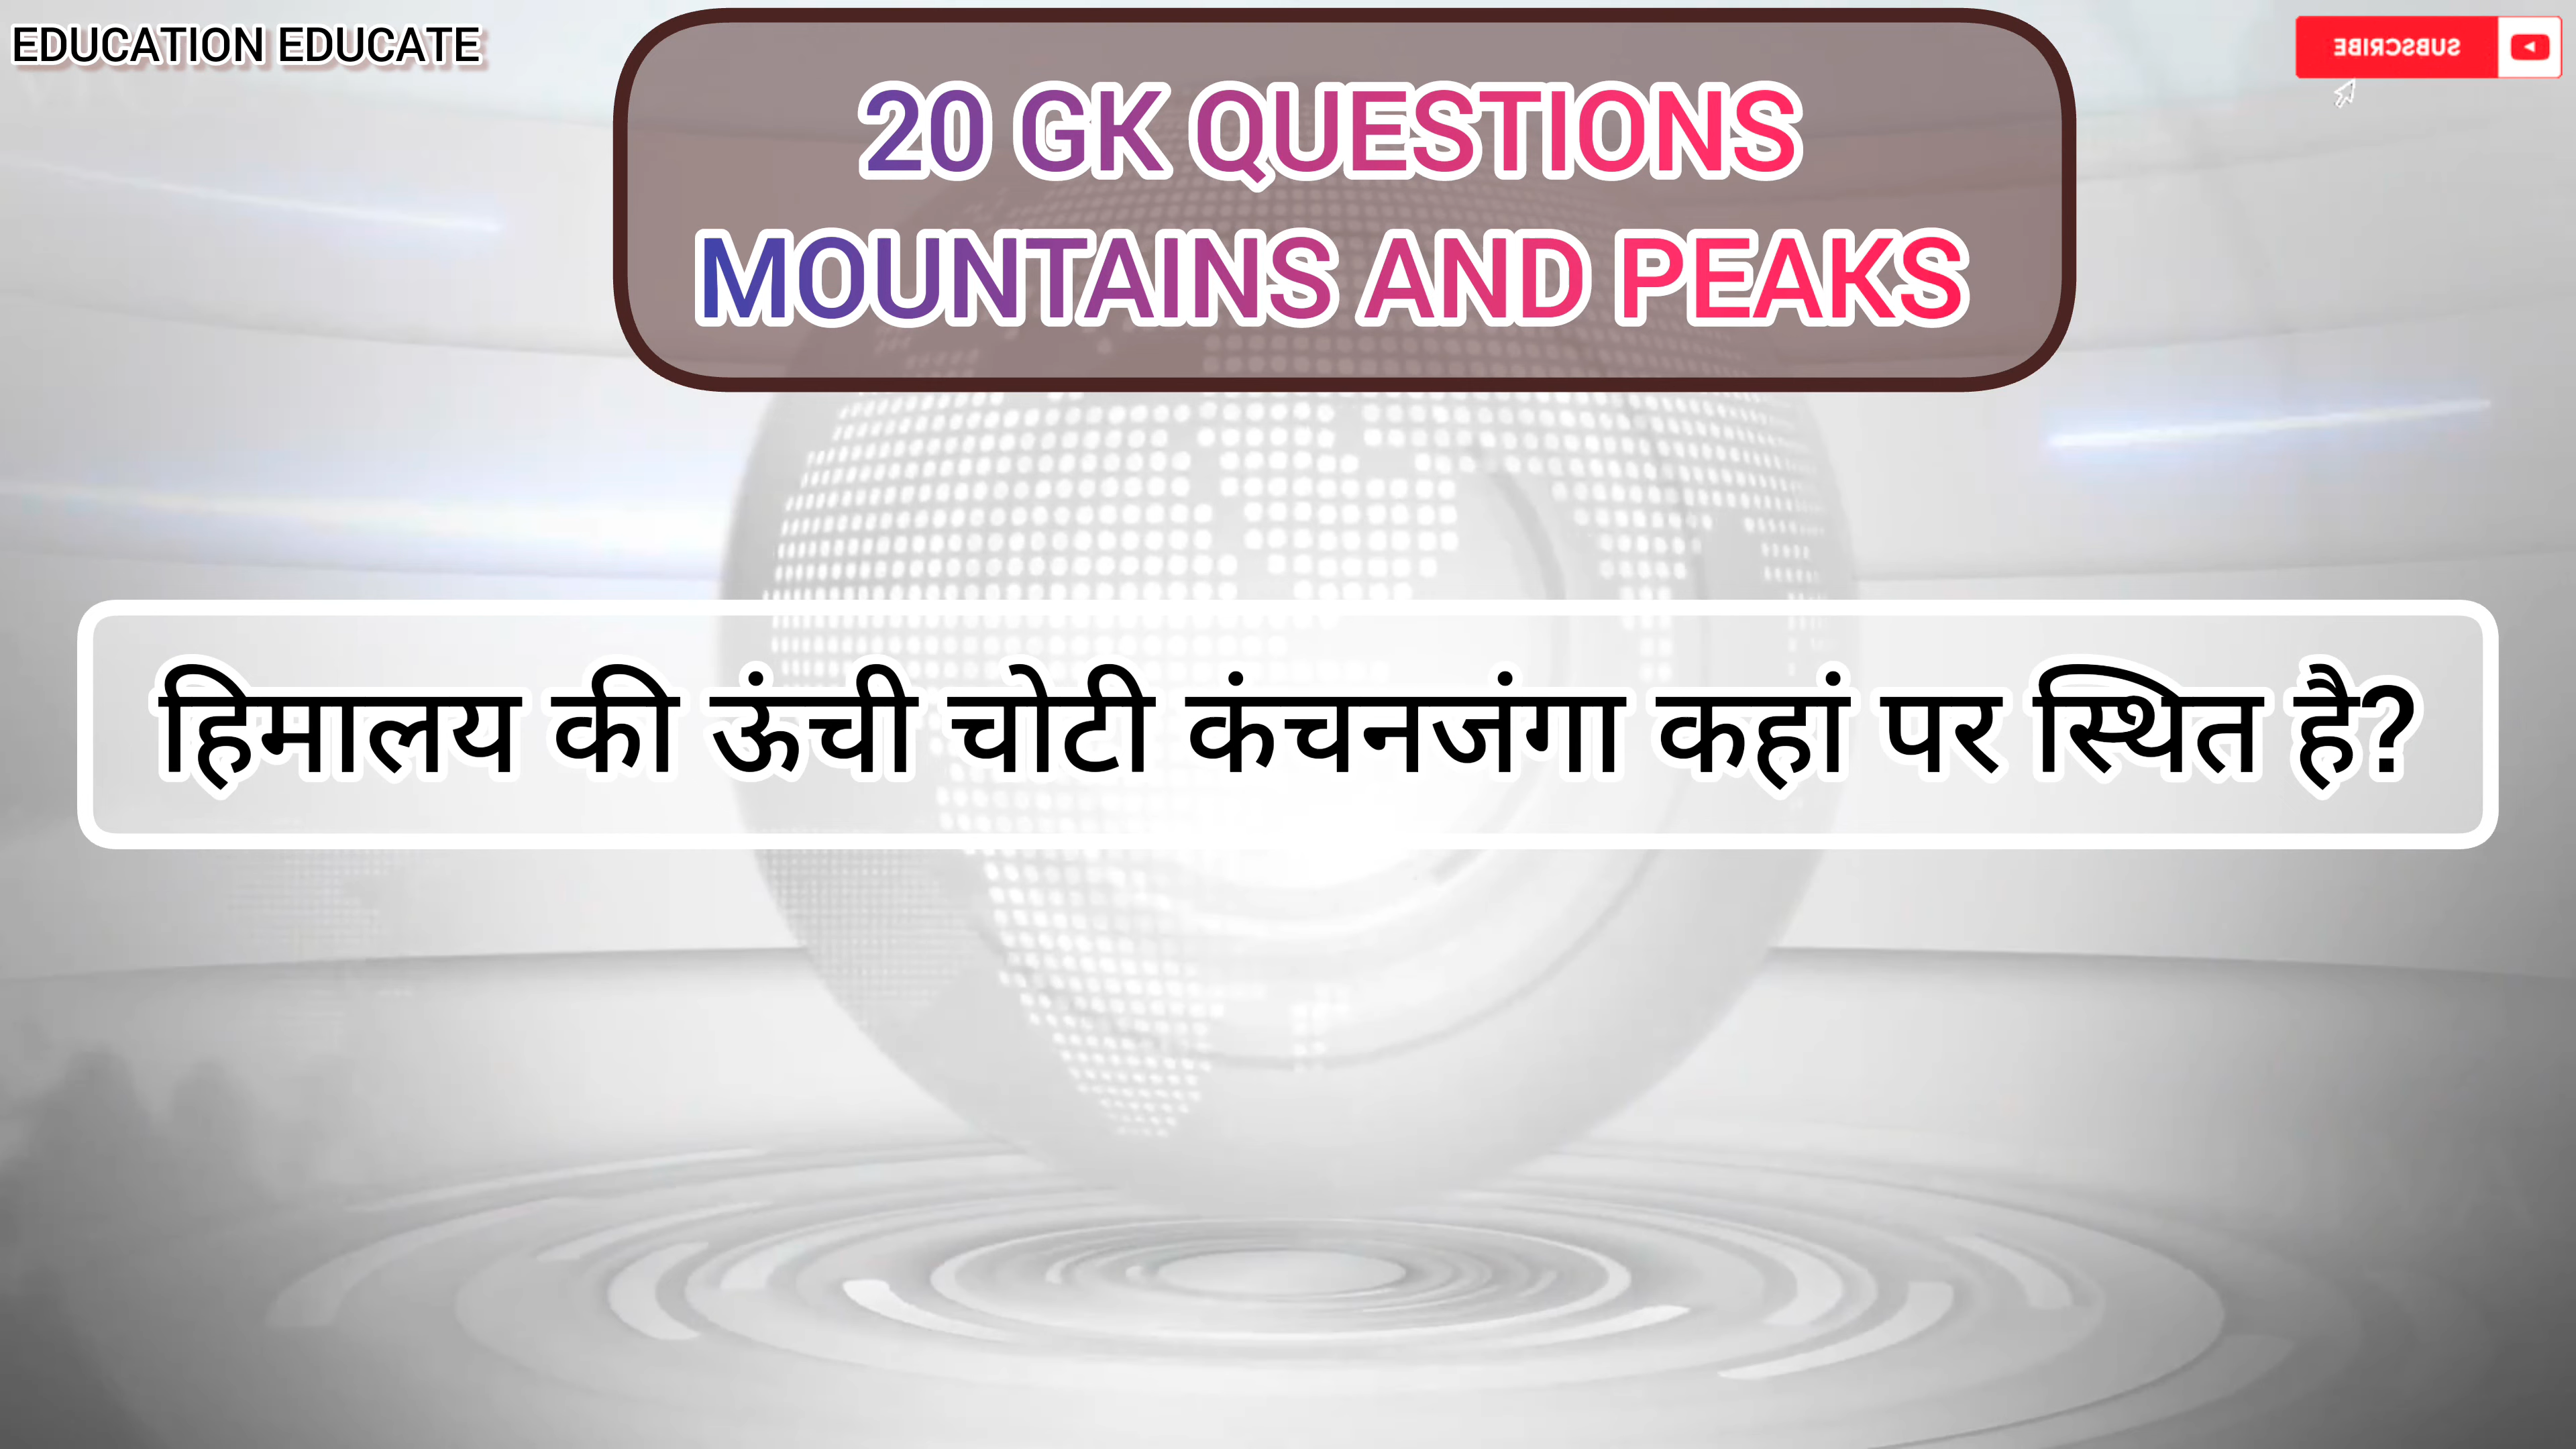 EDUCATION EDUCATE
SUBSCRIBE
20 GK QUESTIONS
MOUNTAINS AND PEAKS
हिमालय की ऊंची चोटी कंचनजंगा कहां पर स्थित है?